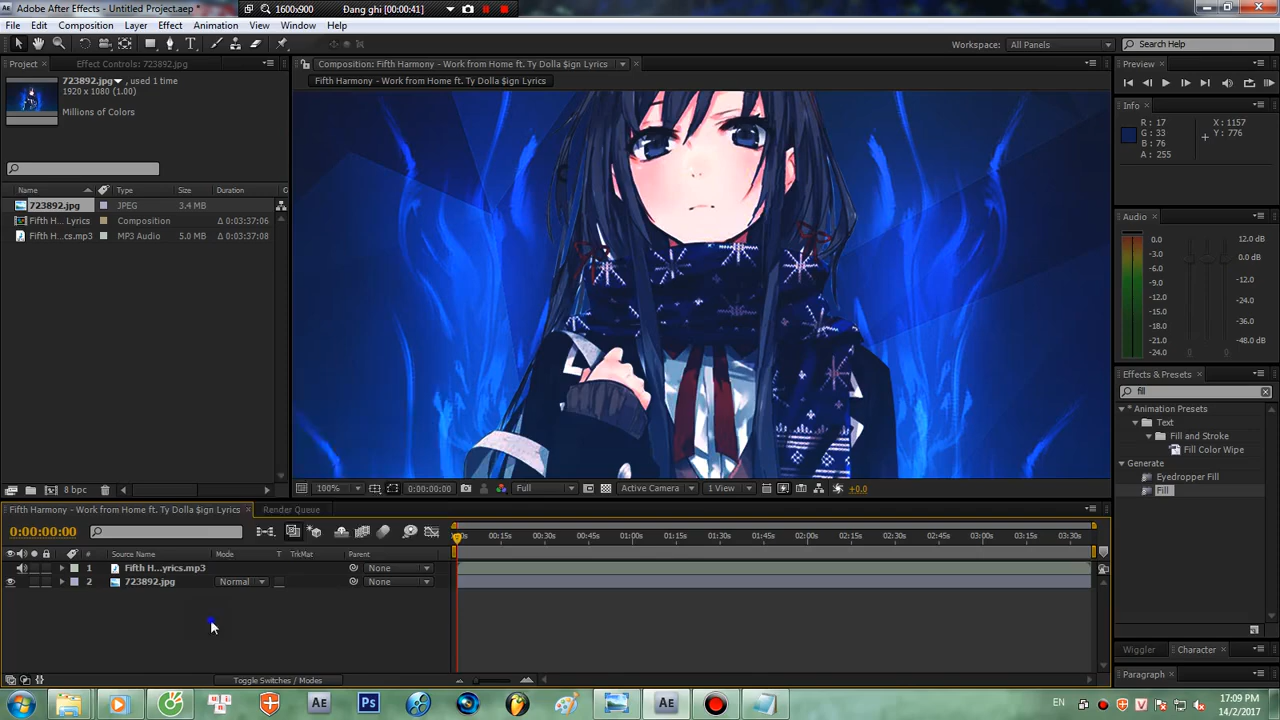 Adobe After Effects - Untitled Project.aep *
1600x900
Đang ghi [00:00:41]
File Edit Composition Layer Effect Animation View Window Help
Workspace: All Panels
Search Help
Project
Effect Controls: 723892.jpg
Composition: Fifth Harmony - Work from Home ft. Ty Dolla $ign Lyrics
Preview
723892.jpg, used 1 time
1920 x 1080 (1.00)
Millions of Colors
Fifth Harmony - Work from Home ft. Ty Dolla $ign Lyrics
Info
R: 17
G: 33
B: 76
A: 255
X: 1157
Y: 776
Name Type Size Duration
723892.jpg JPEG 3.4 MB
Fifth H... Lyrics Composition Δ 0:03:37:06
Fifth H...cs.mp3 MP3 Audio 5.0 MB Δ 0:03:37:08
Audio
0.0 12.0 dB
-3.0 0.0 dB
-6.0
-9.0 -12.0
-12.0
-15.0 -24.0
-18.0 -36.0
-21.0
-24.0 -48.0 dB
Effects & Presets
fill
* Animation Presets
Text
Fill and Stroke
Fill Color Wipe
Generate
Eyedropper Fill
Fill
8 bpc
100% 0:00:00:00 Full Active Camera 1 View +0.0
Fifth Harmony - Work from Home ft. Ty Dolla $ign Lyrics
Render Queue
0:00:00:00
:00s 00:15s 00:30s 00:45s 01:00s 01:15s 01:30s 01:45s 02:00s 02:15s 02:30s 02:45s 03:00s 03:15s 03:30s
# Source Name Mode T TrkMat Parent
1 Fifth H...yrics.mp3 None
2 723892.jpg Normal None
Toggle Switches / Modes
Wiggler
Character
Paragraph
EN
17:09 PM
14/2/2017